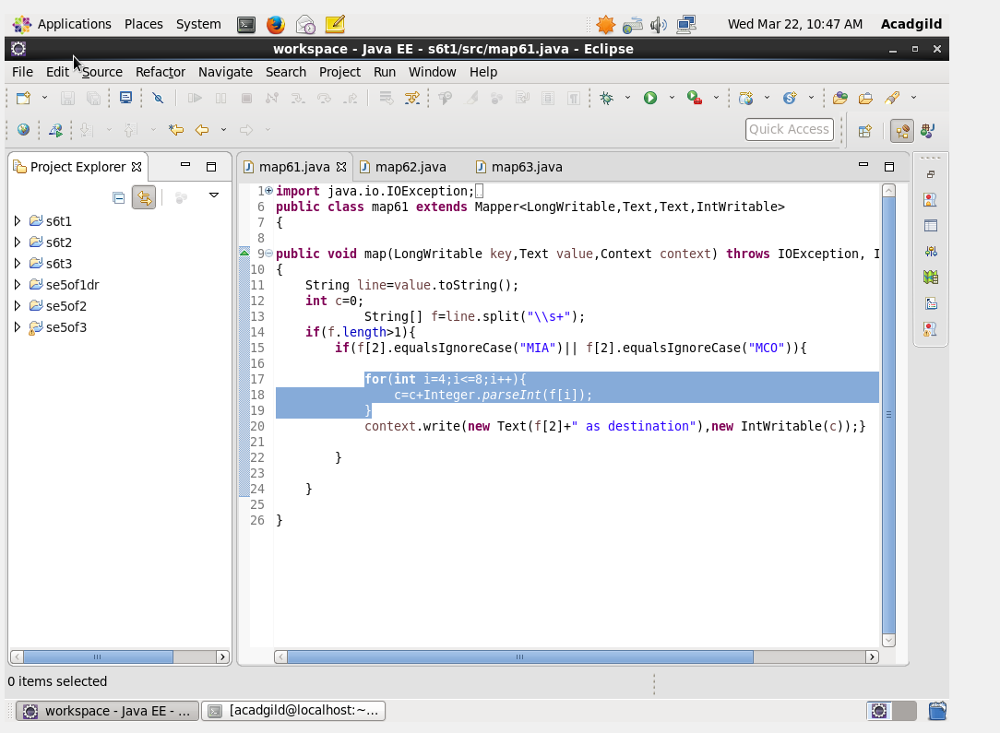 Applications Places System Wed Mar 22, 10:47 AM Acadgild
workspace - Java EE - s6t1/src/map61.java - Eclipse
File Edit Source Refactor Navigate Search Project Run Window Help
Quick Access
Project Explorer
s6t1
s6t2
s6t3
se5of1dr
se5of2
se5of3
map61.java map62.java map63.java
1 import java.io.IOException;
6 public class map61 extends Mapper<LongWritable,Text,Text,IntWritable>
7 {
8
9 public void map(LongWritable key,Text value,Context context) throws IOException, I
10 {
11 String line=value.toString();
12 int c=0;
13 String[] f=line.split("\\s+");
14 if(f.length>1){
15 if(f[2].equalsIgnoreCase("MIA")|| f[2].equalsIgnoreCase("MCO")){
16
17 for(int i=4;i<=8;i++){
18 c=c+Integer.parseInt(f[i]);
19 }
20 context.write(new Text(f[2]+" as destination"),new IntWritable(c));}
21
22 }
23
24 }
25
26 }
0 items selected
workspace - Java EE - ... [acadgild@localhost:~...